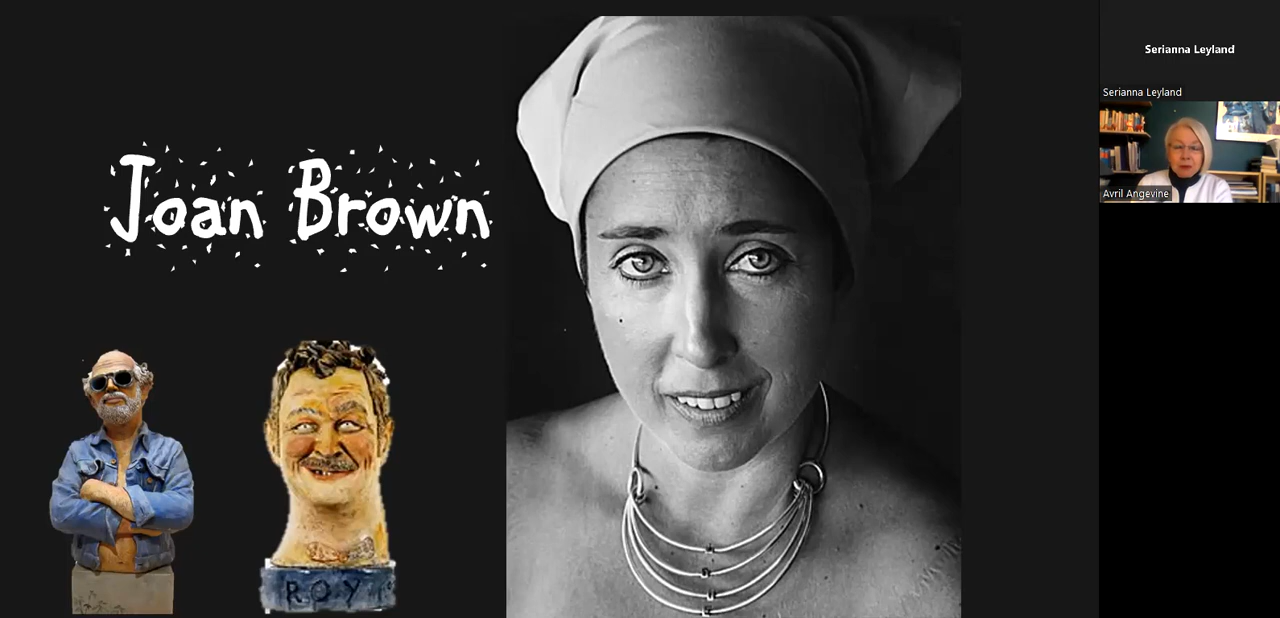 Joan Brown
ROY
Serianna Leyland
Serianna Leyland
Avril Angevine